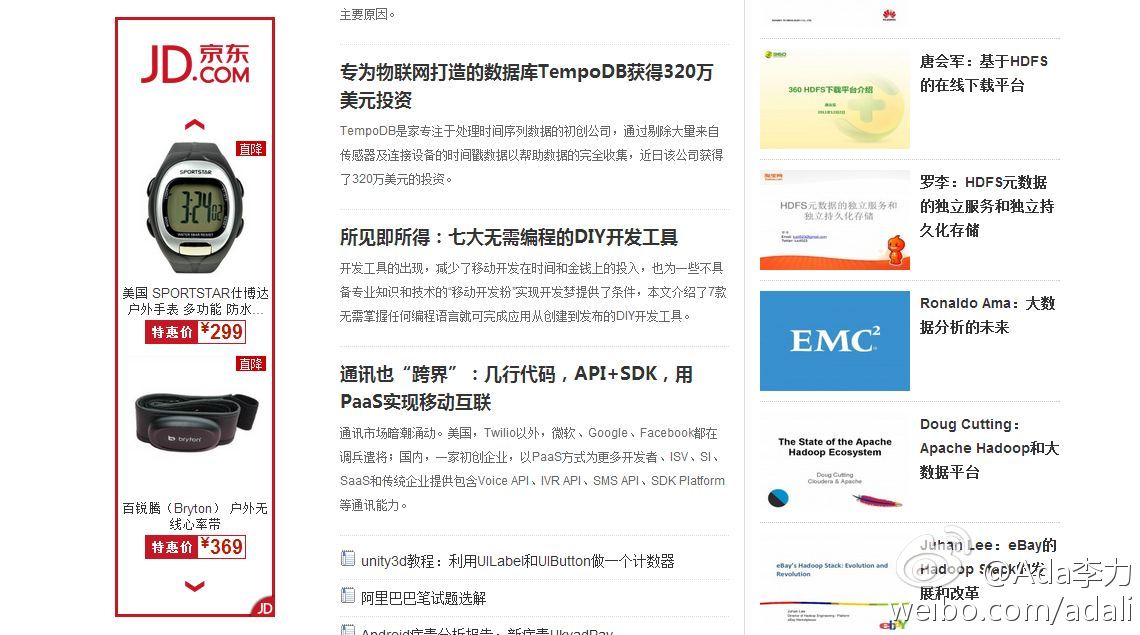 JD 京东
.COM
直降
SPORTSTAR
3:24 02
WATER 5BAR RESIST
美国 SPORTSTAR仕博达
户外手表 多功能 防水...
特惠价 ¥299
直降
bryton
百锐腾（Bryton） 户外无
线心率带
特惠价 ¥369
JD
主要原因。
专为物联网打造的数据库TempoDB获得320万
美元投资
TempoDB是家专注于处理时间序列数据的初创公司，通过剔除大量来自
传感器及连接设备的时间戳数据以帮助数据的完全收集，近日该公司获得
了320万美元的投资。
所见即所得：七大无需编程的DIY开发工具
开发工具的出现，减少了移动开发在时间和金钱上的投入，也为一些不具
备专业知识和技术的“移动开发粉”实现开发梦提供了条件，本文介绍了7款
无需掌握任何编程语言就可完成应用从创建到发布的DIY开发工具。
通讯也“跨界”：几行代码，API+SDK，用
PaaS实现移动互联
通讯市场暗潮涌动。美国，Twilio以外，微软、Google、Facebook都在
调兵遣将；国内，一家初创企业，以PaaS方式为更多开发者、ISV、SI、
SaaS和传统企业提供包含Voice API、IVR API、SMS API、SDK Platform
等通讯能力。
unity3d教程：利用UILabel和UIButton做一个计数器
阿里巴巴笔试题选解
Android病毒分析报告：新病毒UkyadPay
360
360 HDFS下载平台介绍
唐会军
唐会军：基于HDFS
的在线下载平台
淘宝网
HDFS元数据的独立服务和
独立持久化存储
罗李：HDFS元数据
的独立服务和独立持
久化存储
EMC²
Ronaldo Ama：大数
据分析的未来
The State of the Apache
Hadoop Ecosystem
Doug Cutting
Cloudera & Apache
Doug Cutting：
Apache Hadoop和大
数据平台
eBay's Hadoop Stack: Evolution and
Revolution
Juhan Lee
ebY
Juhan Lee：eBay的
Hadoop Stack的发
展和改革
@Ada李力
weibo.com/adali